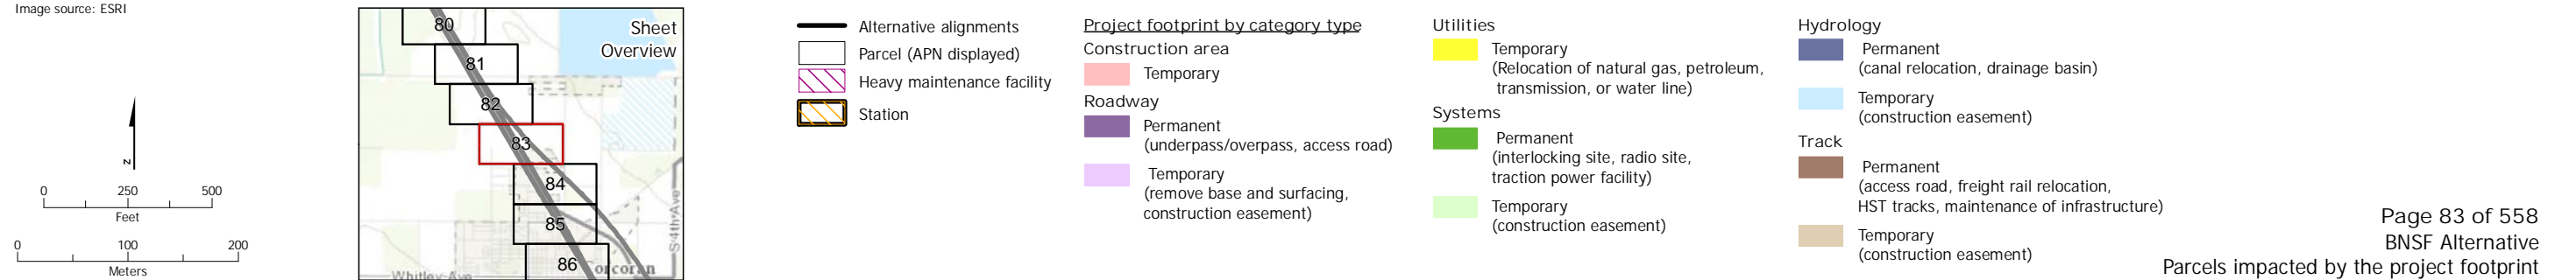 Image source: ESRI
N
0 250 500
Feet
0 100 200
Meters
Sheet
Overview
80
81
82
83
84
85
86
S 4th Ave
Whitley Ave
orcoran
Alternative alignments
Parcel (APN displayed)
Heavy maintenance facility
Station
Project footprint by category type
Construction area
Temporary
Roadway
Permanent
(underpass/overpass, access road)
Temporary
(remove base and surfacing,
construction easement)
Utilities
Temporary
(Relocation of natural gas, petroleum,
transmission, or water line)
Systems
Permanent
(interlocking site, radio site,
traction power facility)
Temporary
(construction easement)
Hydrology
Permanent
(canal relocation, drainage basin)
Temporary
(construction easement)
Track
Permanent
(access road, freight rail relocation,
HST tracks, maintenance of infrastructure)
Temporary
(construction easement)
Page 83 of 558
BNSF Alternative
Parcels impacted by the project footprint